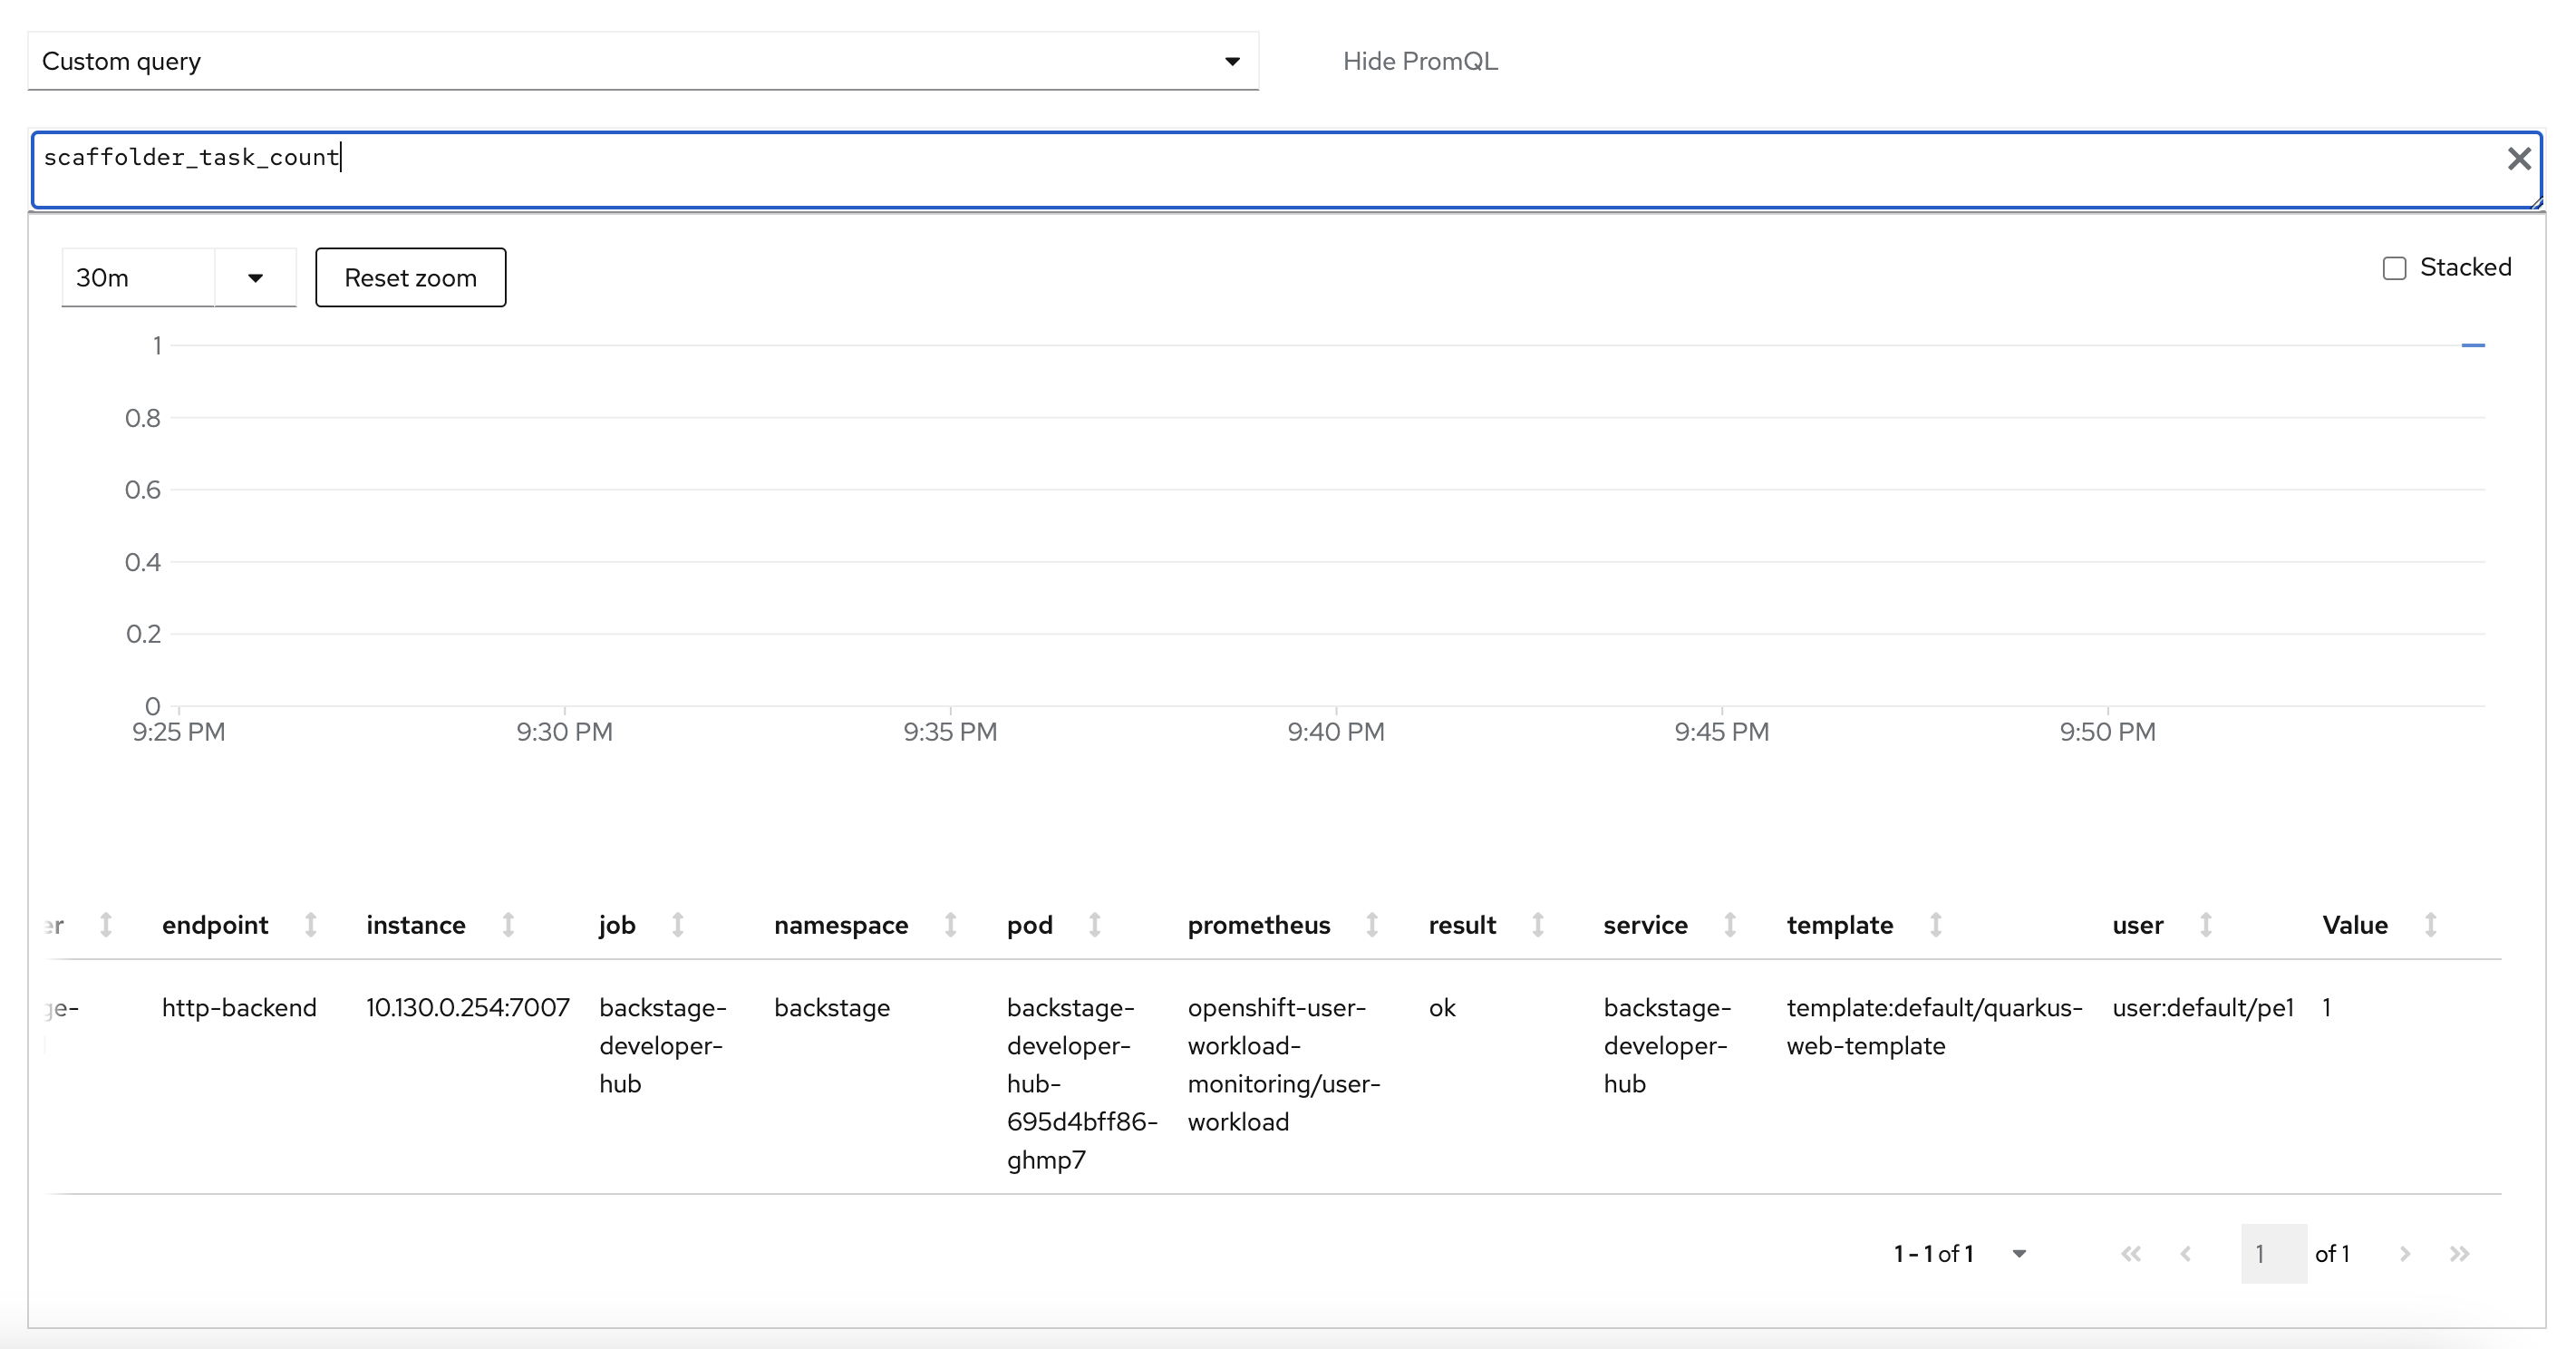 Custom query
Hide PromQL
scaffolder_task_count
30m
Reset zoom
Stacked
1
0.8
0.6
0.4
0.2
0
9:25 PM 9:30 PM 9:35 PM 9:40 PM 9:45 PM 9:50 PM
er endpoint instance job namespace pod prometheus result service template user Value
ge- http-backend 10.130.0.254:7007 backstage- backstage backstage- openshift-user- ok backstage- template:default/quarkus- user:default/pe1 1
developer- developer- workload- developer- web-template
hub hub- monitoring/user- hub
695d4bff86- workload
ghmp7
1 - 1 of 1
1 of 1